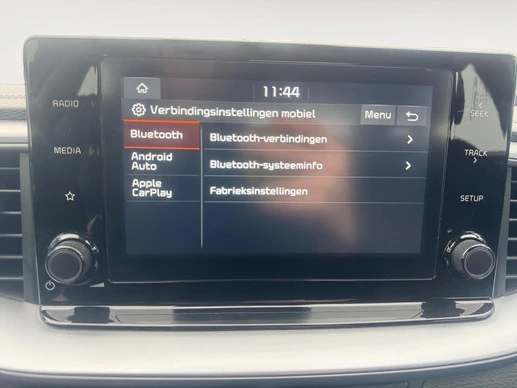 11:44
Verbindingsinstellingen mobiel
Menu
RADIO
MEDIA
SEEK
TRACK
SETUP
Bluetooth
Android
Auto
Apple
CarPlay
Bluetooth-verbindingen
Bluetooth-systeeminfo
Fabrieksinstellingen